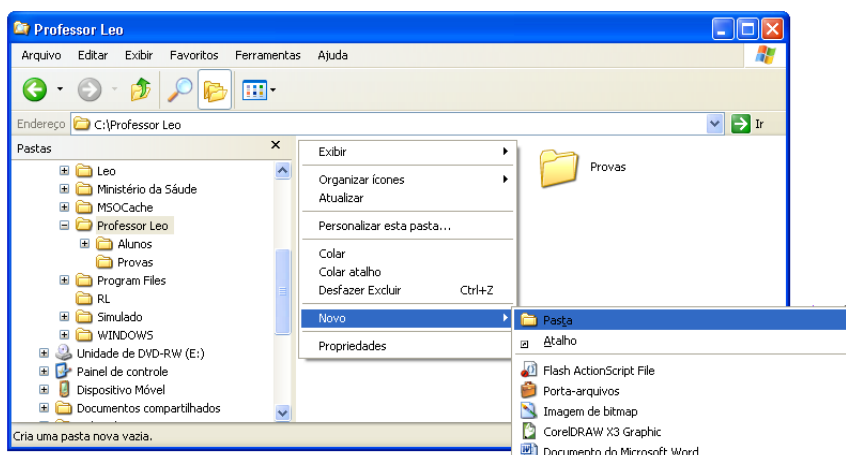 Professor Leo
Arquivo Editar Exibir Favoritos Ferramentas Ajuda
Endereço C:\Professor Leo Ir
Pastas
Leo
Ministério da Sáude
MSOCache
Professor Leo
Alunos
Provas
Program Files
RL
Simulado
WINDOWS
Unidade de DVD-RW (E:)
Painel de controle
Dispositivo Móvel
Documentos compartilhados
Exibir
Organizar ícones
Atualizar
Personalizar esta pasta...
Colar
Colar atalho
Desfazer Excluir Ctrl+Z
Novo
Propriedades
Provas
Pasta
Atalho
Flash ActionScript File
Porta-arquivos
Imagem de bitmap
CorelDRAW X3 Graphic
Documento do Microsoft Word
Cria uma pasta nova vazia.